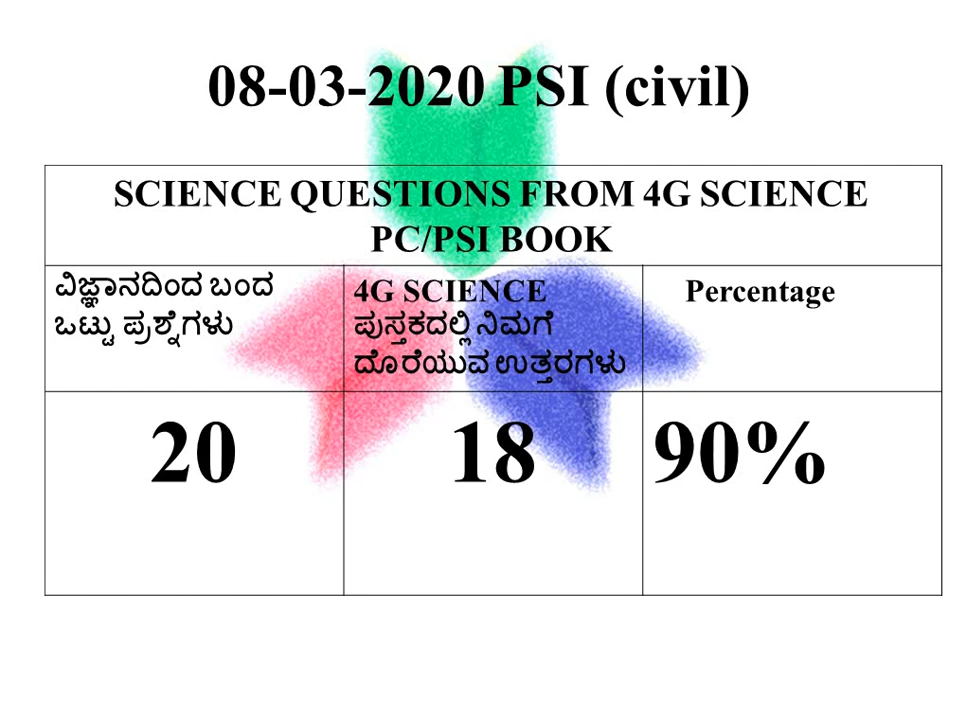 08-03-2020 PSI (civil)
SCIENCE QUESTIONS FROM 4G SCIENCE
PC/PSI BOOK
ವಿಜ್ಞಾನದಿಂದ ಬಂದ
ಒಟ್ಟು ಪ್ರಶ್ನೆಗಳು
4G SCIENCE
ಪುಸ್ತಕದಲ್ಲಿ ನಿಮಗೆ
ದೊರೆಯುವ ಉತ್ತರಗಳು
Percentage
20
18
90%